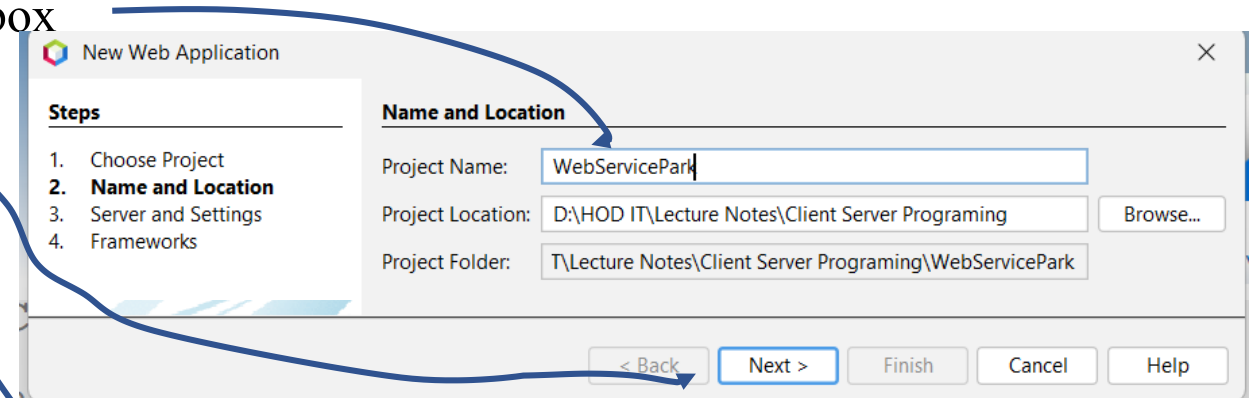 box
New Web Application
Steps
Name and Location
1. Choose Project
2. Name and Location
3. Server and Settings
4. Frameworks
Project Name: WebServicePark
Project Location: D:\HOD IT\Lecture Notes\Client Server Programing Browse...
Project Folder: T\Lecture Notes\Client Server Programing\WebServicePark
< Back Next > Finish Cancel Help